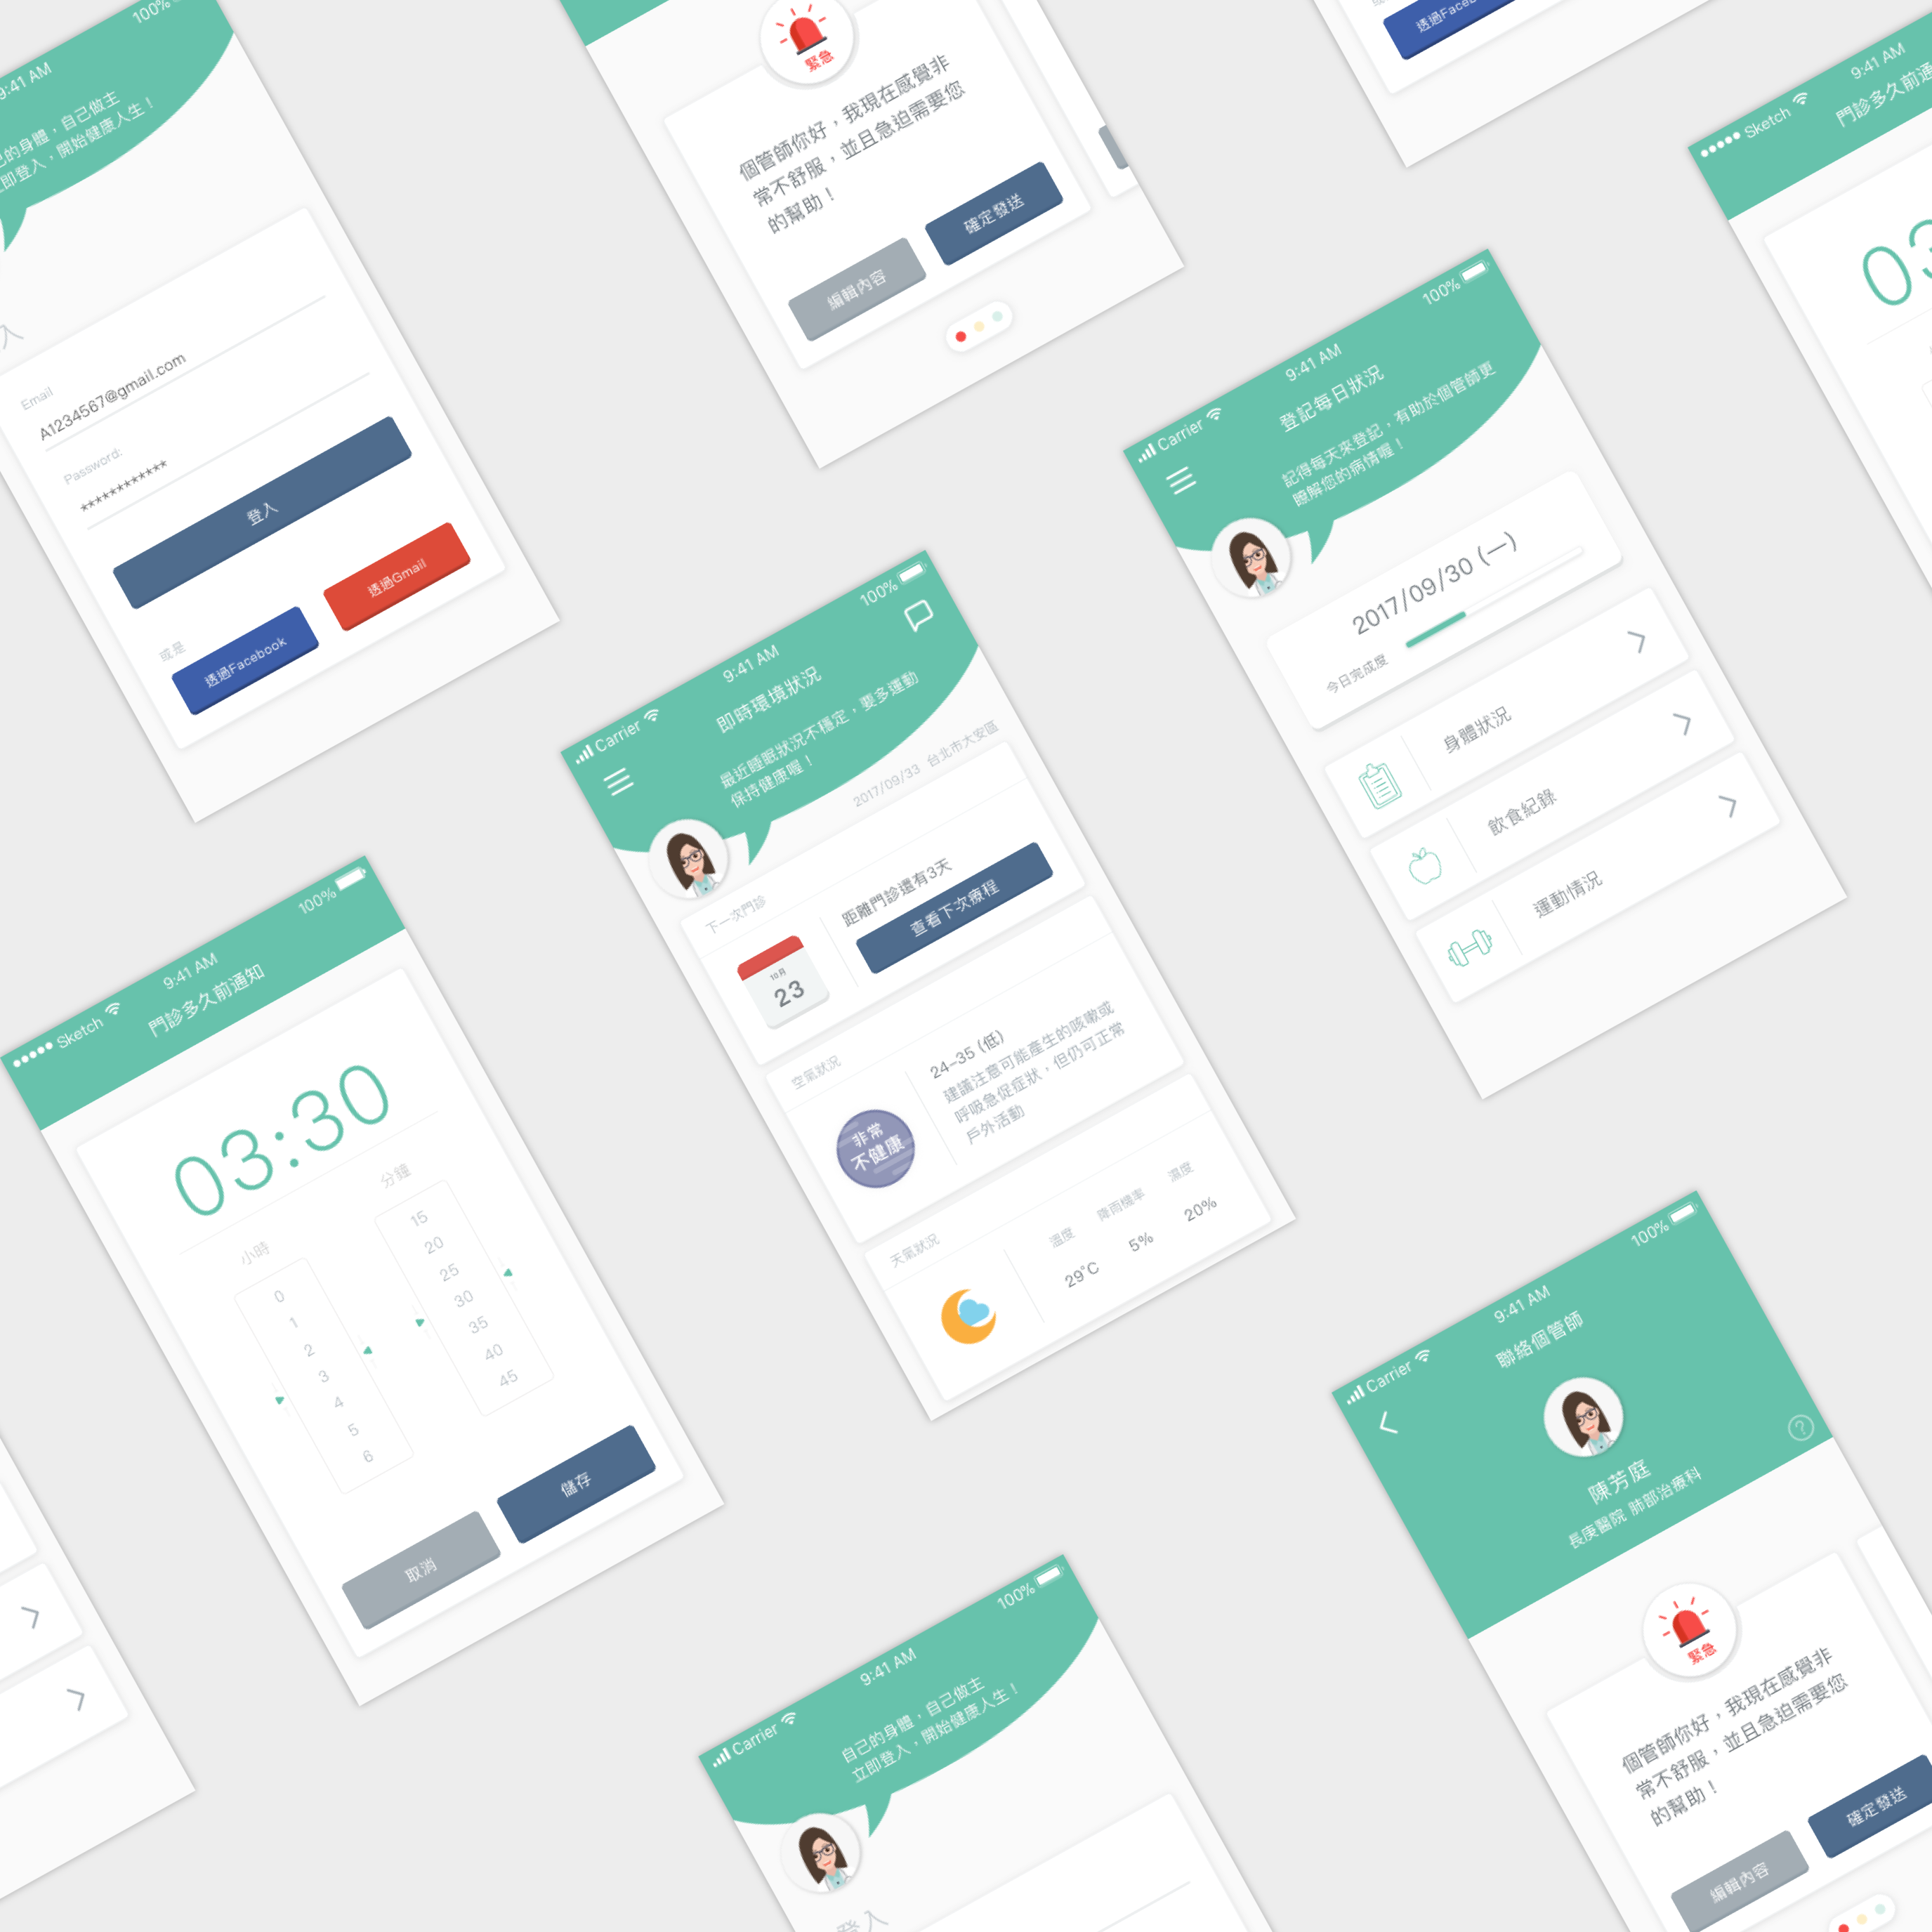 100%
9:41 AM
的身體，自己做主
即登入，開始健康人生！
入
Email
A1234567@gmail.com
Password:
************
登入
或是
透過Facebook
透過Gmail
緊急
個管師你好，我現在感覺非
常不舒服，並且急迫需要您
的幫助！
編輯內容
確定發送
透過Faceb
Sketch
9:41 AM
門診多久前通
03
Carrier
9:41 AM
100%
登記每日狀況
記得每天來登記，有助於個管師更
瞭解您的病情喔！
2017/09/30 (一)
今日完成度
身體狀況
飲食紀錄
運動情況
Carrier
9:41 AM
100%
即時環境狀況
最近睡眠狀況不穩定，要多運動
保持健康喔！
2017/09/33 台北市大安區
下一次門診
10月
23
距離門診還有3天
查看下次療程
空氣狀況
非常
不健康
24-35 (低)
建議注意可能產生的咳嗽或
呼吸急促症狀，但仍可正常
戶外活動
天氣狀況
溫度
降雨機率
濕度
29°C
5%
20%
Sketch
9:41 AM
100%
門診多久前通知
03:30
小時
分鐘
0
1
2
3
4
5
6
15
20
25
30
35
40
45
取消
儲存
Carrier
9:41 AM
100%
聯絡個管師
?
陳芳庭
長庚醫院 肺部治療科
緊急
個管師你好，我現在感覺非
常不舒服，並且急迫需要您
的幫助！
編輯內容
確定發送
Carrier
9:41 AM
100%
自己的身體，自己做主
立即登入，開始健康人生！
登入